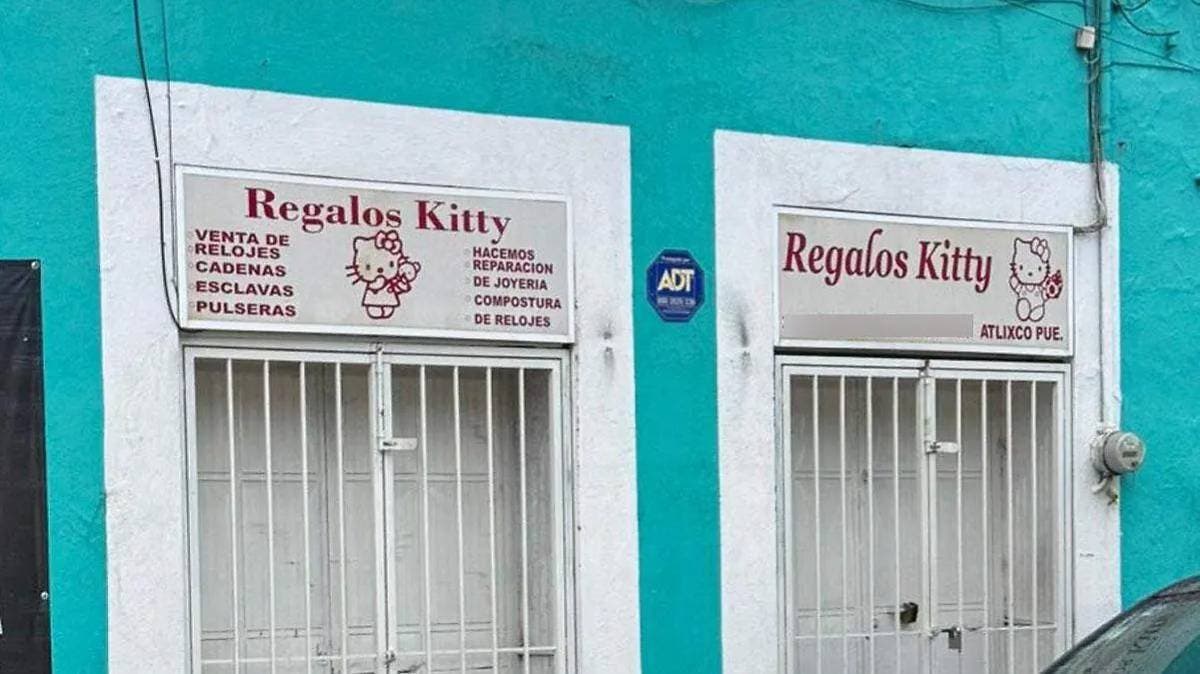 Regalos Kitty
VENTA DE
RELOJES
CADENAS
ESCLAVAS
PULSERAS
HACEMOS
REPARACION
DE JOYERIA
COMPOSTURA
DE RELOJES
ADT
Regalos Kitty
ATLIXCO PUE.